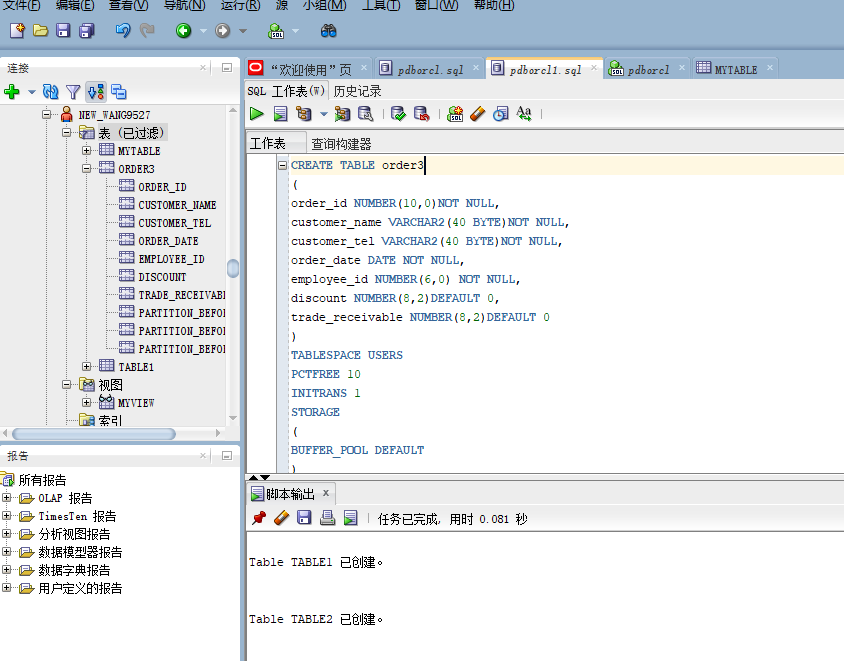 文件(F) 编辑(E) 查看(V) 导航(N) 运行(R) 源 小组(M) 工具(T) 窗口(W) 帮助(H)
连接
NEW_WANG9527
表 (已过滤)
MYTABLE
ORDER3
ORDER_ID
CUSTOMER_NAME
CUSTOMER_TEL
ORDER_DATE
EMPLOYEE_ID
DISCOUNT
TRADE_RECEIVABL
PARTITION_BEFOR
PARTITION_BEFOR
PARTITION_BEFOR
TABLE1
视图
MYVIEW
索引
报告
所有报告
OLAP 报告
TimesTen 报告
分析视图报告
数据模型器报告
数据字典报告
用户定义的报告
“欢迎使用”页 pdborcl.sql pdborcl1.sql pdborcl MYTABLE
SQL 工作表(W) 历史记录
工作表 查询构建器
CREATE TABLE order3
(
order_id NUMBER(10,0)NOT NULL,
customer_name VARCHAR2(40 BYTE)NOT NULL,
customer_tel VARCHAR2(40 BYTE)NOT NULL,
order_date DATE NOT NULL,
employee_id NUMBER(6,0) NOT NULL,
discount NUMBER(8,2)DEFAULT 0,
trade_receivable NUMBER(8,2)DEFAULT 0
)
TABLESPACE USERS
PCTFREE 10
INITRANS 1
STORAGE
(
BUFFER_POOL DEFAULT
)
脚本输出 x
任务已完成, 用时 0.081 秒
Table TABLE1 已创建。
Table TABLE2 已创建。